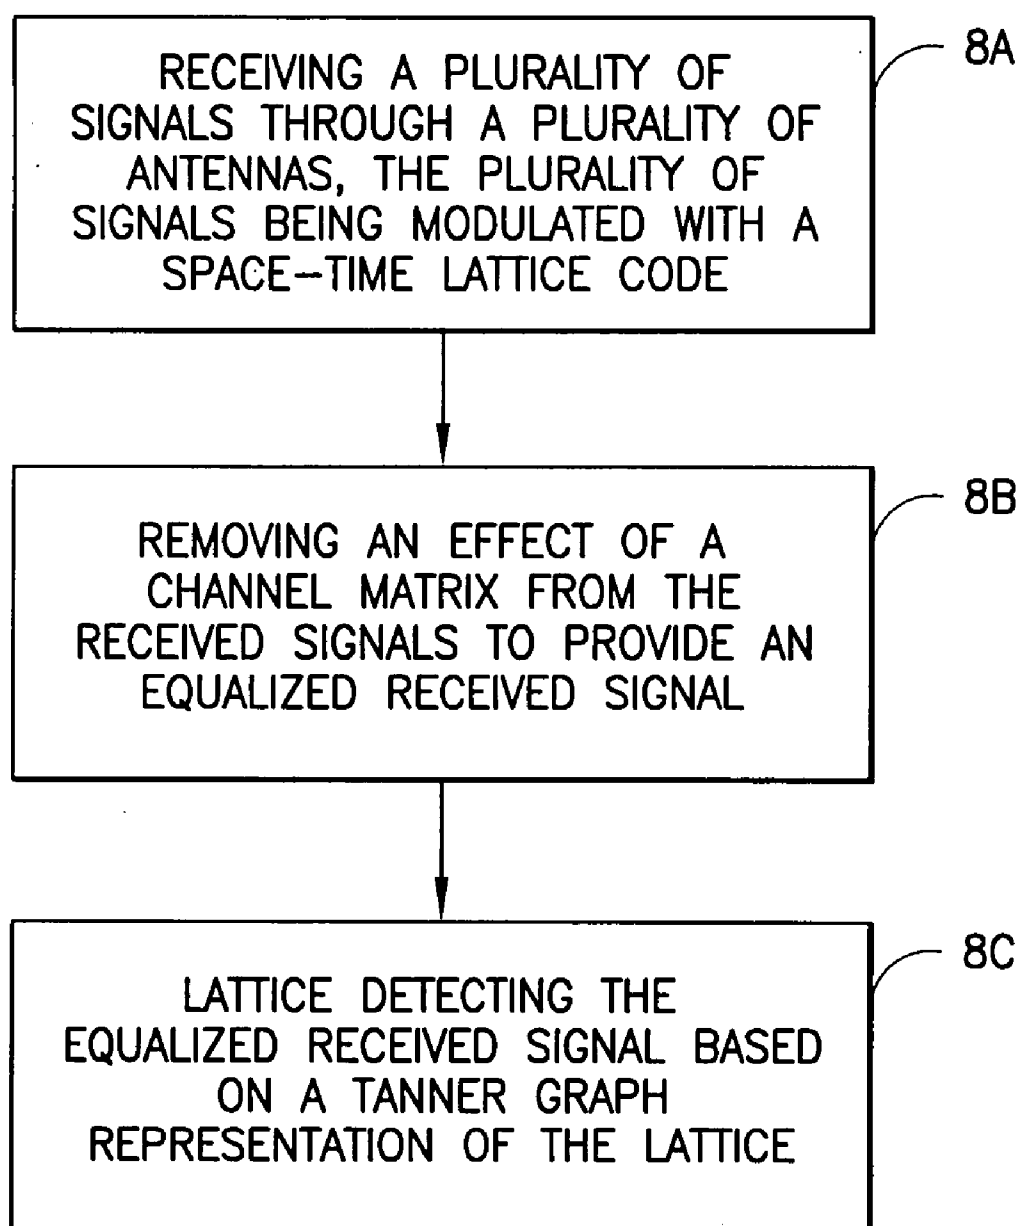 RECEIVING A PLURALITY OF
SIGNALS THROUGH A PLURALITY OF
ANTENNAS, THE PLURALITY OF
SIGNALS BEING MODULATED WITH A
SPACE-TIME LATTICE CODE
8A
REMOVING AN EFFECT OF A
CHANNEL MATRIX FROM THE
RECEIVED SIGNALS TO PROVIDE AN
EQUALIZED RECEIVED SIGNAL
8B
LATTICE DETECTING THE
EQUALIZED RECEIVED SIGNAL BASED
ON A TANNER GRAPH
REPRESENTATION OF THE LATTICE
8C